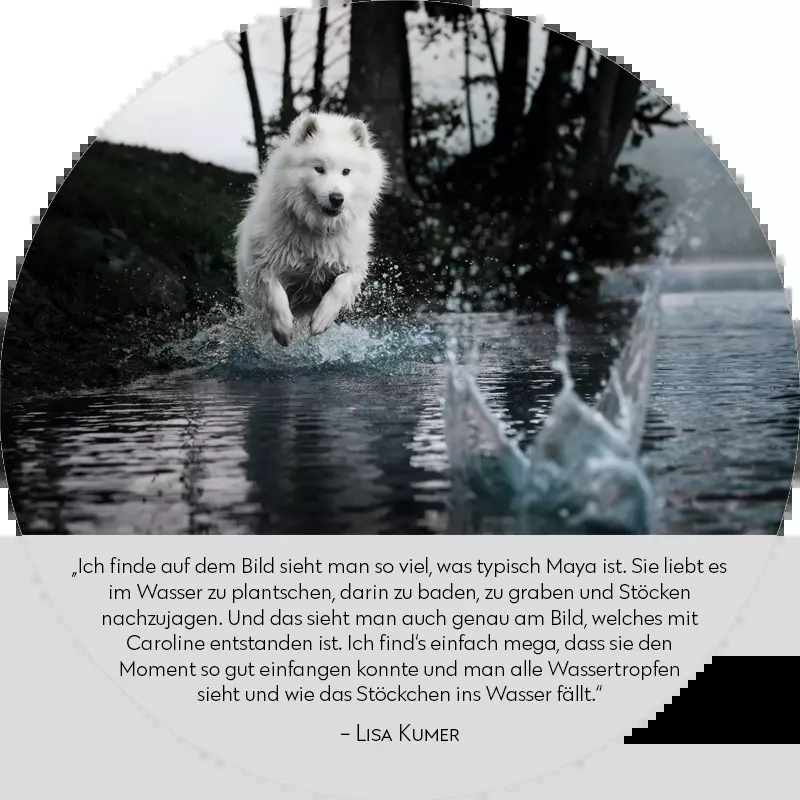 „Ich finde auf dem Bild sieht man so viel, was typisch Maya ist. Sie liebt es
im Wasser zu plantschen, darin zu baden, zu graben und Stöcken
nachzujagen. Und das sieht man auch genau am Bild, welches mit
Caroline entstanden ist. Ich find's einfach mega, dass sie den
Moment so gut einfangen konnte und man alle Wassertropfen
sieht und wie das Stöckchen ins Wasser fällt.“
– Lisa Kumer